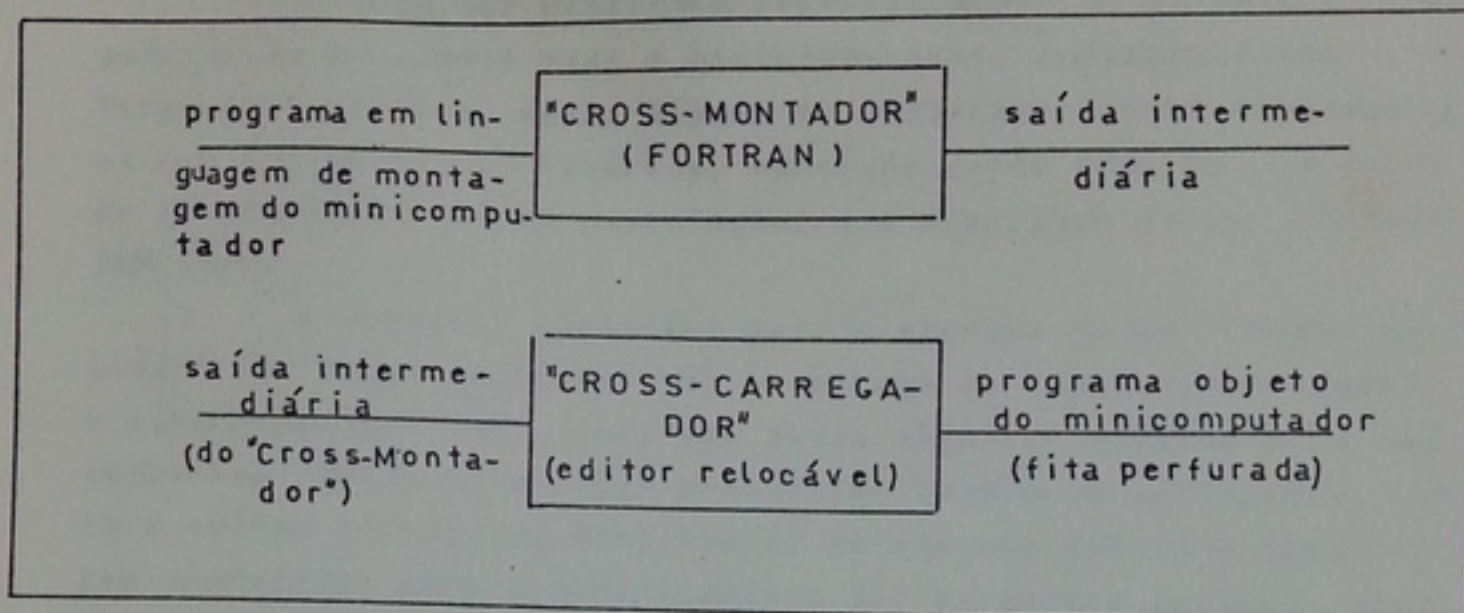 programa em lin-
guagem de monta-
gem do minicompu-
tador
"CROSS-MONTADOR"
(FORTRAN)
saída interme-
diária
saída interme-
diária
(do "Cross-Monta-
dor")
"CROSS-CARREGA-
DOR"
(editor relocável)
programa objeto
do minicomputador
(fita perfurada)